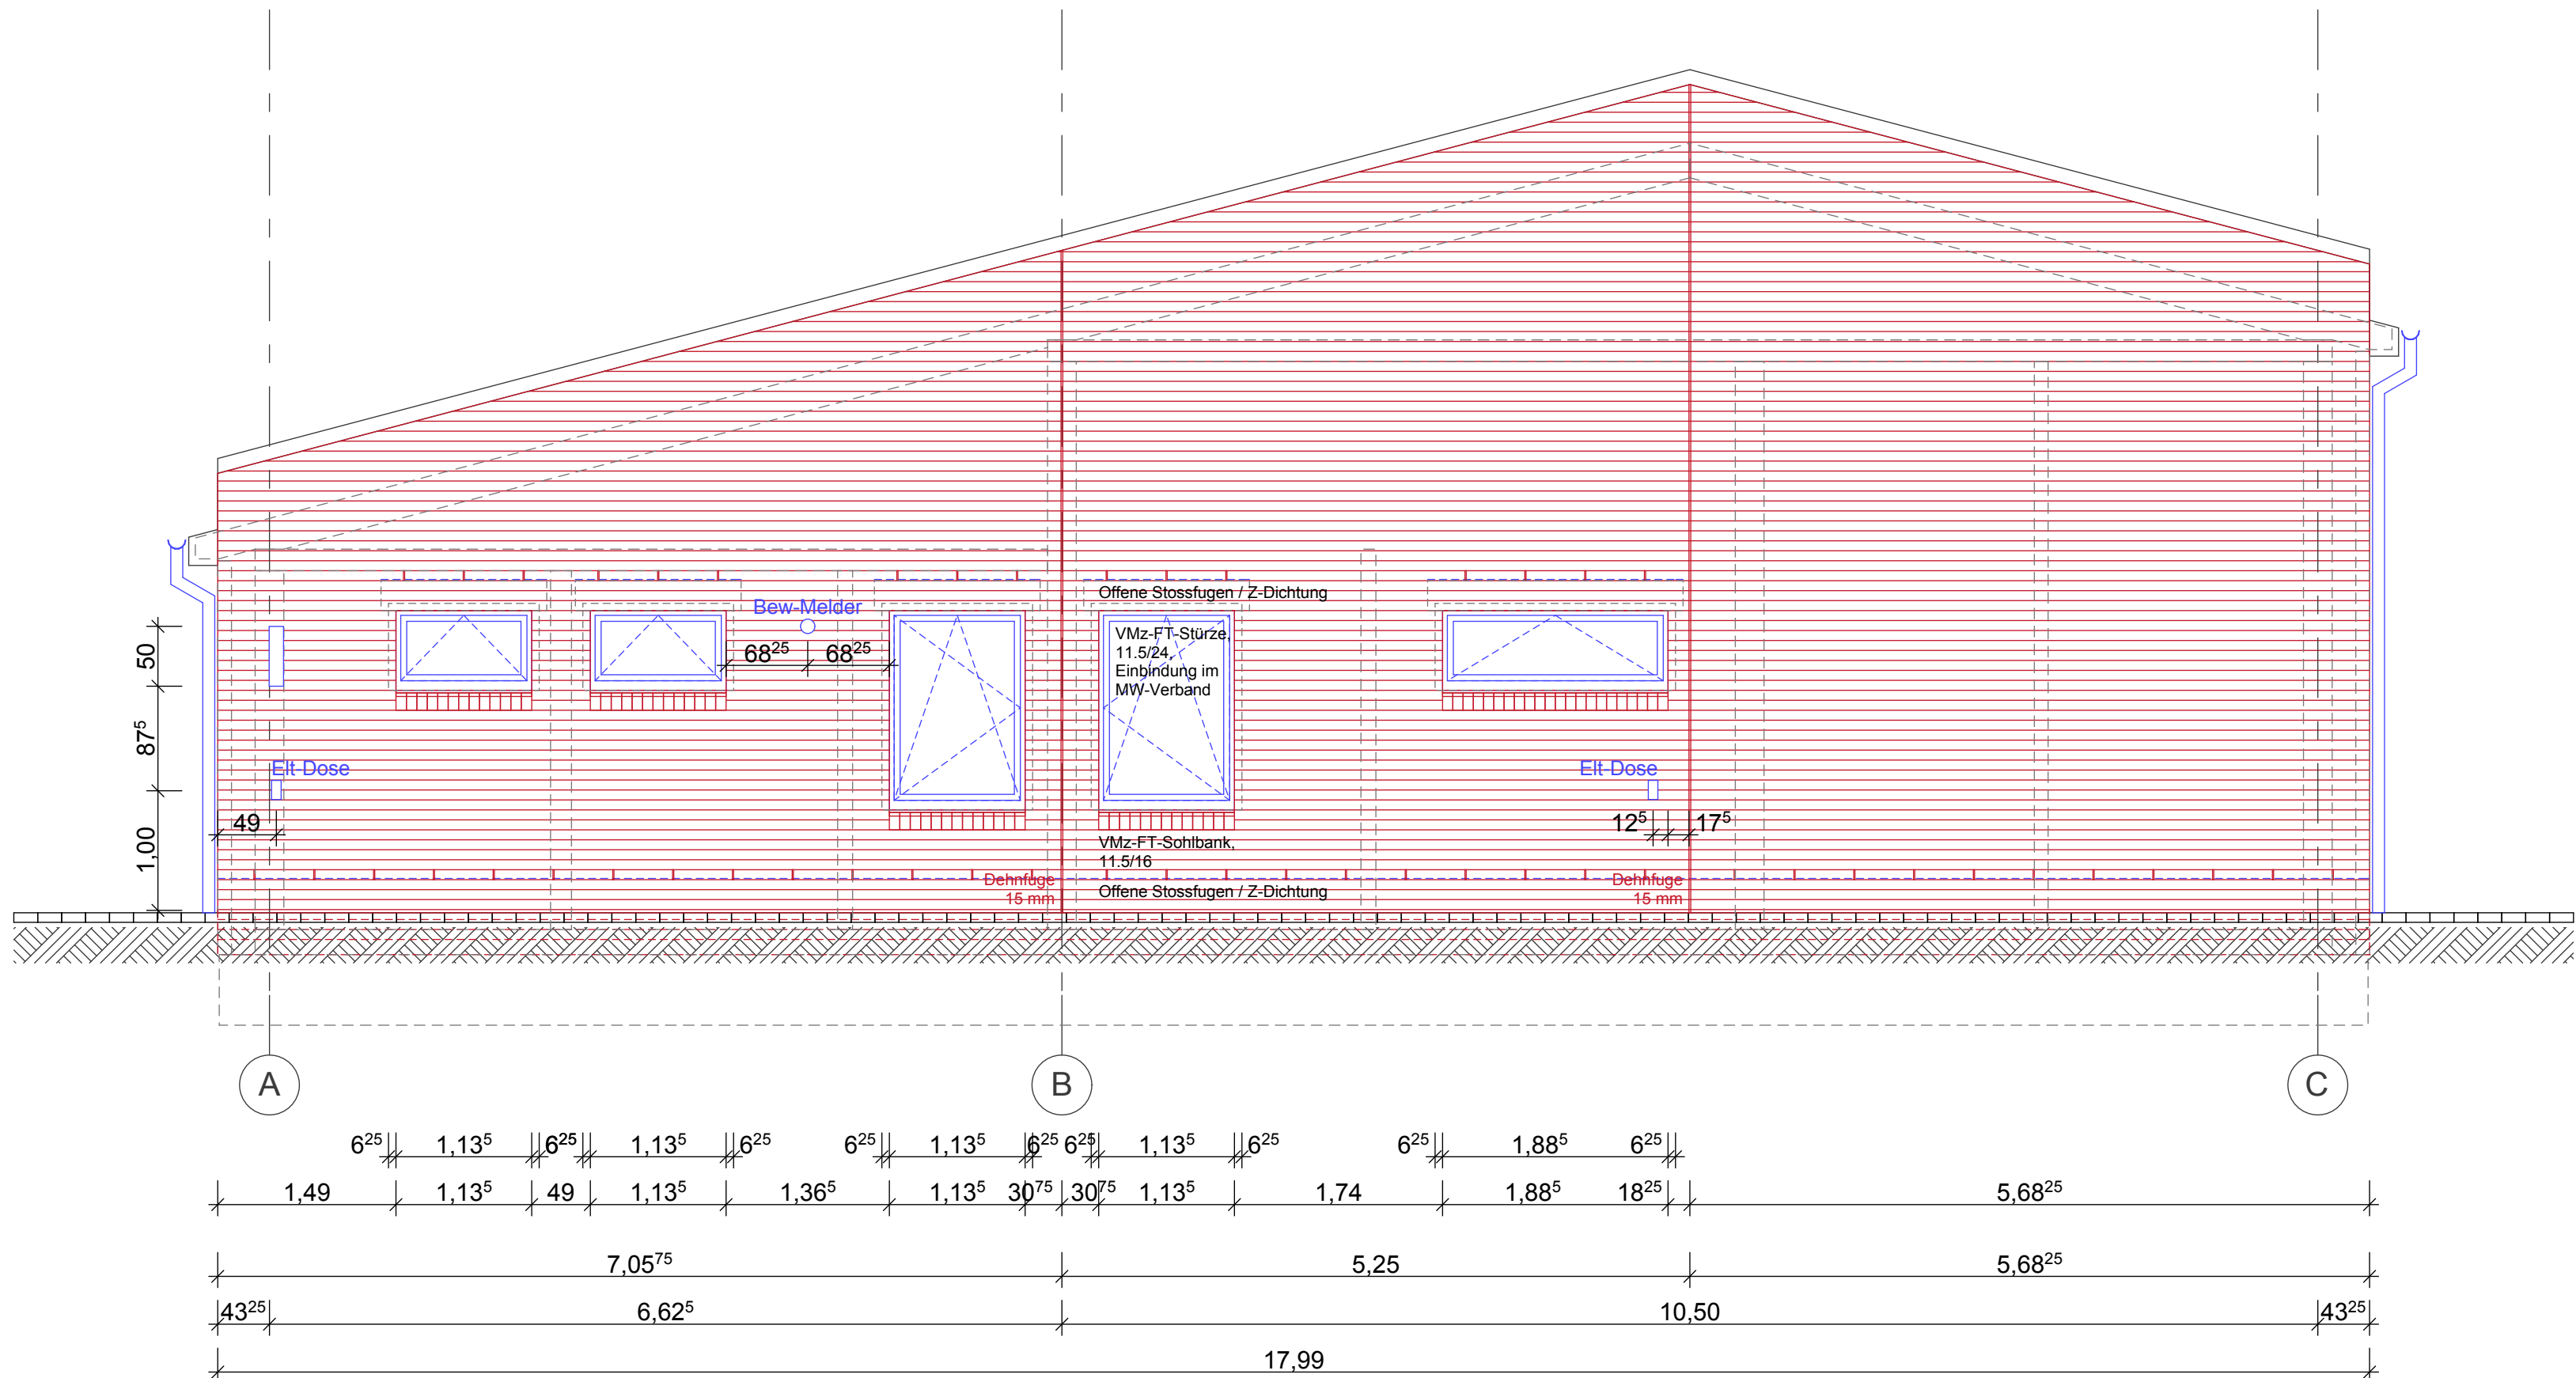 Offene Stossfugen / Z-Dichtung
Bew-Melder
VMz-FT-Stürze,
11.5/24,
Einbindung im
MW-Verband
50
68²⁵ 68²⁵
87⁵
Elt-Dose Elt-Dose
49 12⁵ 17⁵
1,00
VMz-FT-Sohlbank,
11.5/16
Dehnfuge Dehnfuge
15 mm 15 mm
Offene Stossfugen / Z-Dichtung
A B C
6²⁵ 1,13⁵ 6²⁵ 6²⁵ 1,13⁵ 6²⁵ 6²⁵ 1,13⁵ 6²⁵ 6²⁵ 1,13⁵ 6²⁵ 6²⁵ 1,88⁵ 6²⁵
1,49 1,13⁵ 49 1,13⁵ 1,36⁵ 1,13⁵ 30⁷⁵ 30⁷⁵ 1,13⁵ 1,74 1,88⁵ 18²⁵ 5,68²⁵
7,05⁷⁵ 5,25 5,68²⁵
43²⁵ 6,62⁵ 10,50 43²⁵
17,99